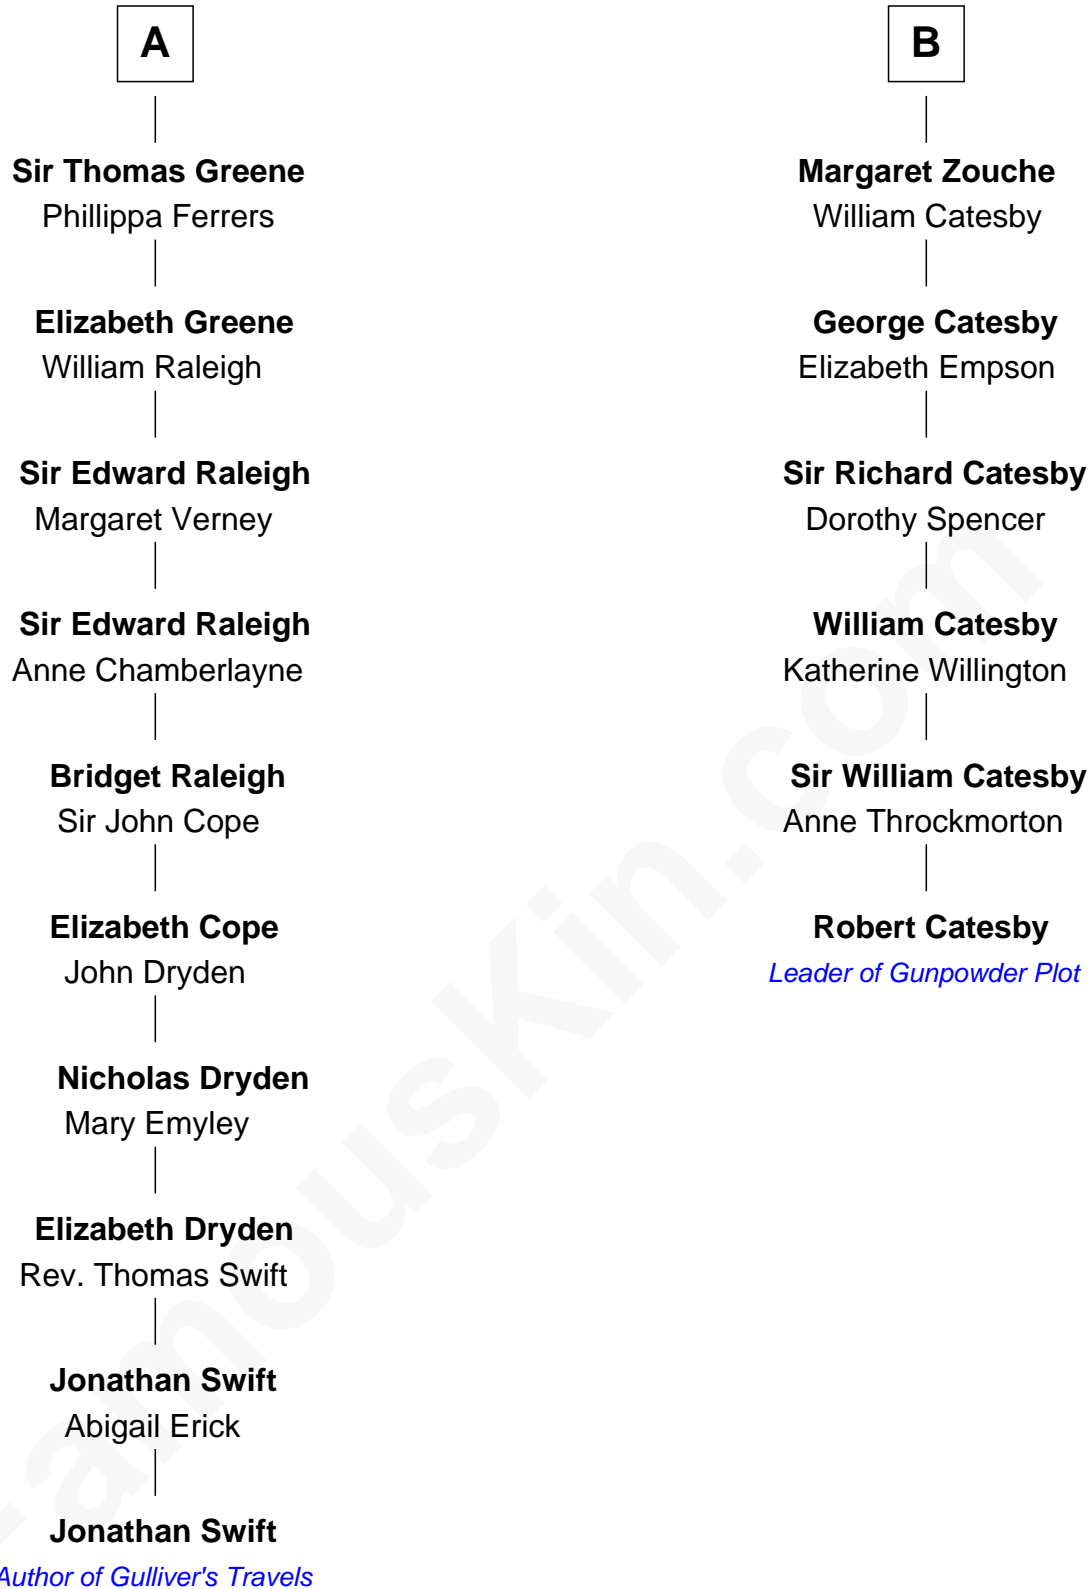 A
Sir Thomas Greene
Phillippa Ferrers
Elizabeth Greene
William Raleigh
Sir Edward Raleigh
Margaret Verney
Sir Edward Raleigh
Anne Chamberlayne
Bridget Raleigh
Sir John Cope
Elizabeth Cope
John Dryden
Nicholas Dryden
Mary Emyley
Elizabeth Dryden
Rev. Thomas Swift
Jonathan Swift
Abigail Erick
Jonathan Swift
Author of Gulliver's Travels
B
Margaret Zouche
William Catesby
George Catesby
Elizabeth Empson
Sir Richard Catesby
Dorothy Spencer
William Catesby
Katherine Willington
Sir William Catesby
Anne Throckmorton
Robert Catesby
Leader of Gunpowder Plot
FamousKin.com